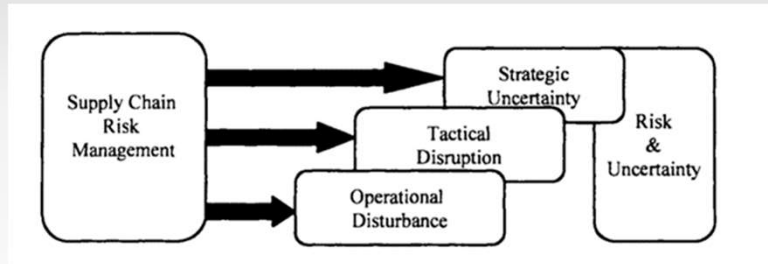 Supply Chain
Risk
Management
Strategic
Uncertainty
Tactical
Disruption
Operational
Disturbance
Risk
&
Uncertainty